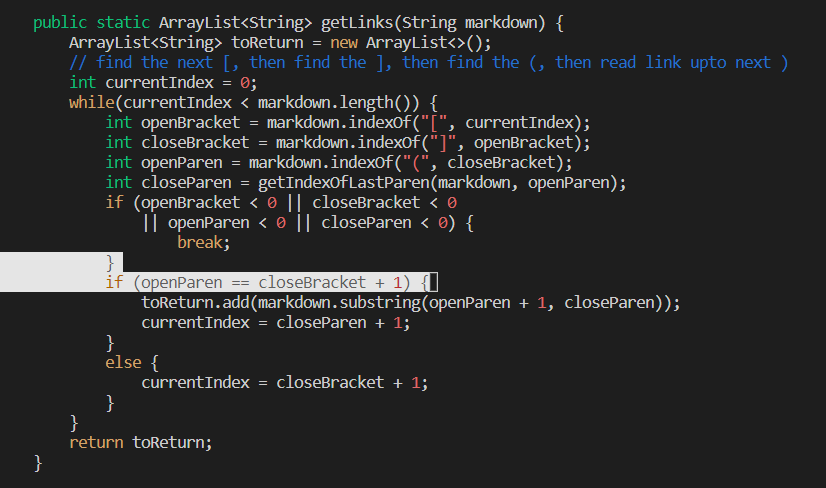 public static ArrayList<String> getLinks(String markdown) {
    ArrayList<String> toReturn = new ArrayList<>();
    // find the next [, then find the ], then find the (, then read link upto next )
    int currentIndex = 0;
    while(currentIndex < markdown.length()) {
        int openBracket = markdown.indexOf("[", currentIndex);
        int closeBracket = markdown.indexOf("]", openBracket);
        int openParen = markdown.indexOf("(", closeBracket);
        int closeParen = getIndexOfLastParen(markdown, openParen);
        if (openBracket < 0 || closeBracket < 0
            || openParen < 0 || closeParen < 0) {
                break;
        }
        if (openParen == closeBracket + 1) {
            toReturn.add(markdown.substring(openParen + 1, closeParen));
            currentIndex = closeParen + 1;
        }
        else {
            currentIndex = closeBracket + 1;
        }
    }
    return toReturn;
}